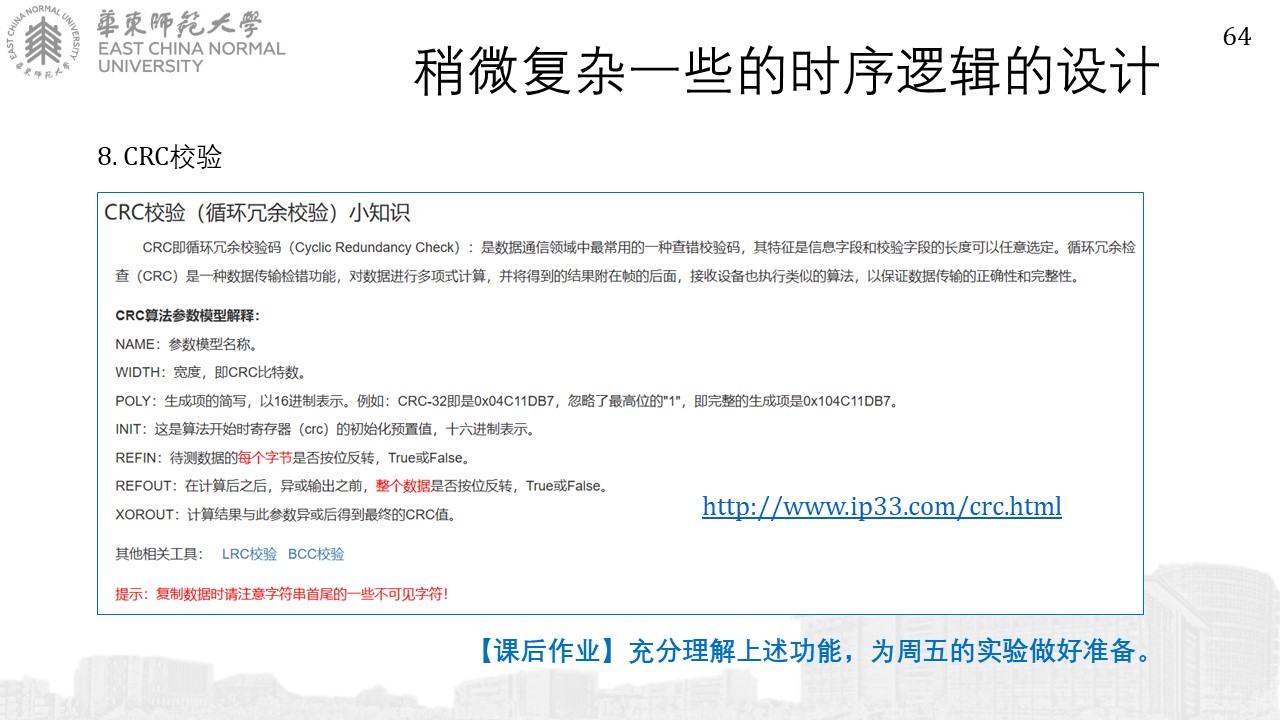 華東師範大學
EAST CHINA NORMAL
UNIVERSITY
EAST CHINA NORMAL UNIVERSITY
華東師範大學
64
稍微复杂一些的时序逻辑的设计
8. CRC校验
CRC校验（循环冗余校验）小知识
CRC即循环冗余校验码（Cyclic Redundancy Check）：是数据通信领域中最常用的一种查错校验码，其特征是信息字段和校验字段的长度可以任意选定。循环冗余检
查（CRC）是一种数据传输检错功能，对数据进行多项式计算，并将得到的结果附在帧的后面，接收设备也执行类似的算法，以保证数据传输的正确性和完整性。
CRC算法参数模型解释：
NAME：参数模型名称。
WIDTH：宽度，即CRC比特数。
POLY：生成项的简写，以16进制表示。例如：CRC-32即是0x04C11DB7，忽略了最高位的"1"，即完整的生成项是0x104C11DB7。
INIT：这是算法开始时寄存器（crc）的初始化预置值，十六进制表示。
REFIN：待测数据的每个字节是否按位反转，True或False。
REFOUT：在计算后之后，异或输出之前，整个数据是否按位反转，True或False。
XOROUT：计算结果与此参数异或后得到最终的CRC值。
http://www.ip33.com/crc.html
其他相关工具： LRC校验 BCC校验
提示：复制数据时请注意字符串首尾的一些不可见字符！
【课后作业】充分理解上述功能，为周五的实验做好准备。